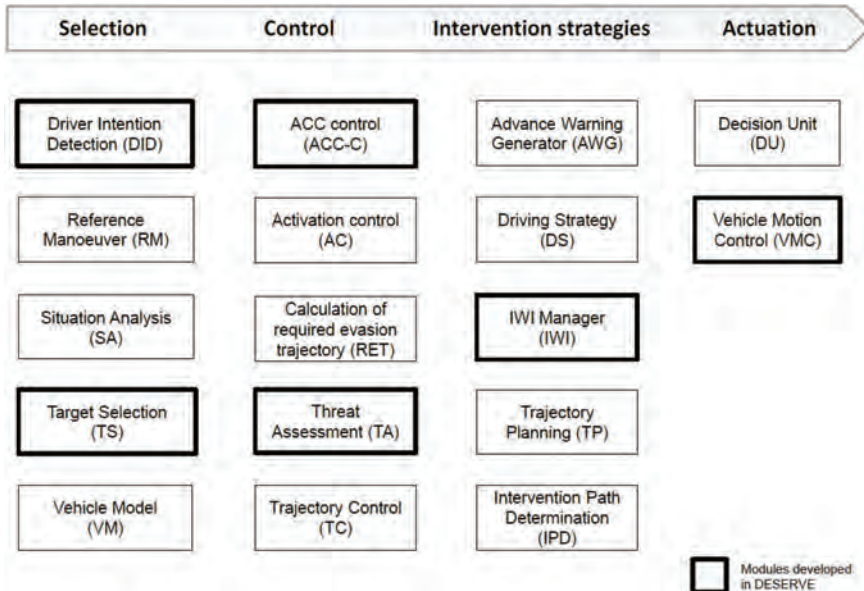 Selection Control Intervention strategies Actuation
Driver Intention
Detection (DID)
ACC control
(ACC-C)
Advance Warning
Generator (AWG)
Decision Unit
(DU)
Reference
Manoeuver (RM)
Activation control
(AC)
Driving Strategy
(DS)
Vehicle Motion
Control (VMC)
Situation Analysis
(SA)
Calculation of
required evasion
trajectory (RET)
IWI Manager
(IWI)
Target Selection
(TS)
Threat
Assessment (TA)
Trajectory
Planning (TP)
Vehicle Model
(VM)
Trajectory Control
(TC)
Intervention Path
Determination
(IPD)
Modules developed
in DESERVE